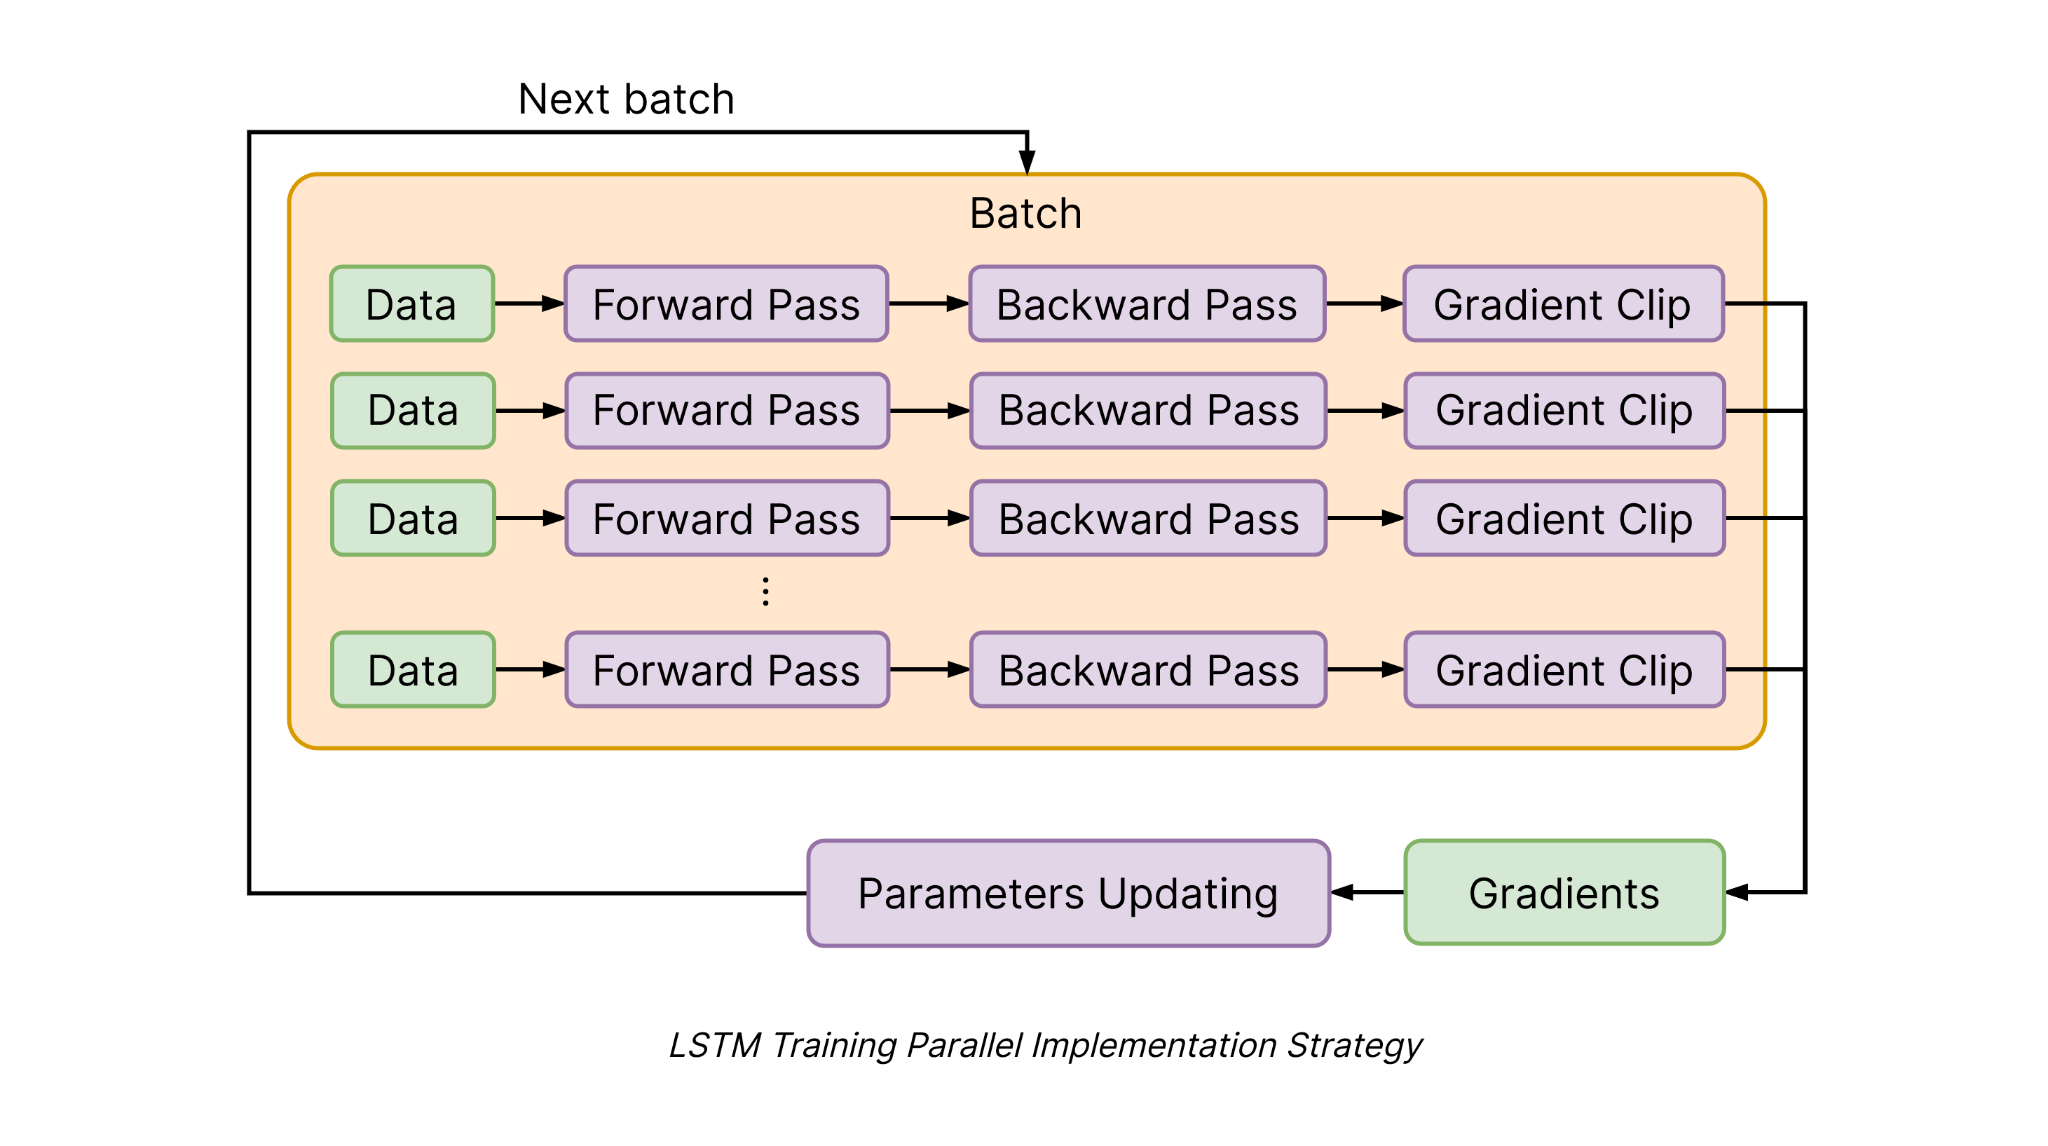 Next batch
Batch
Data Forward Pass Backward Pass Gradient Clip
Data Forward Pass Backward Pass Gradient Clip
Data Forward Pass Backward Pass Gradient Clip
⋮
Data Forward Pass Backward Pass Gradient Clip
Parameters Updating Gradients
LSTM Training Parallel Implementation Strategy